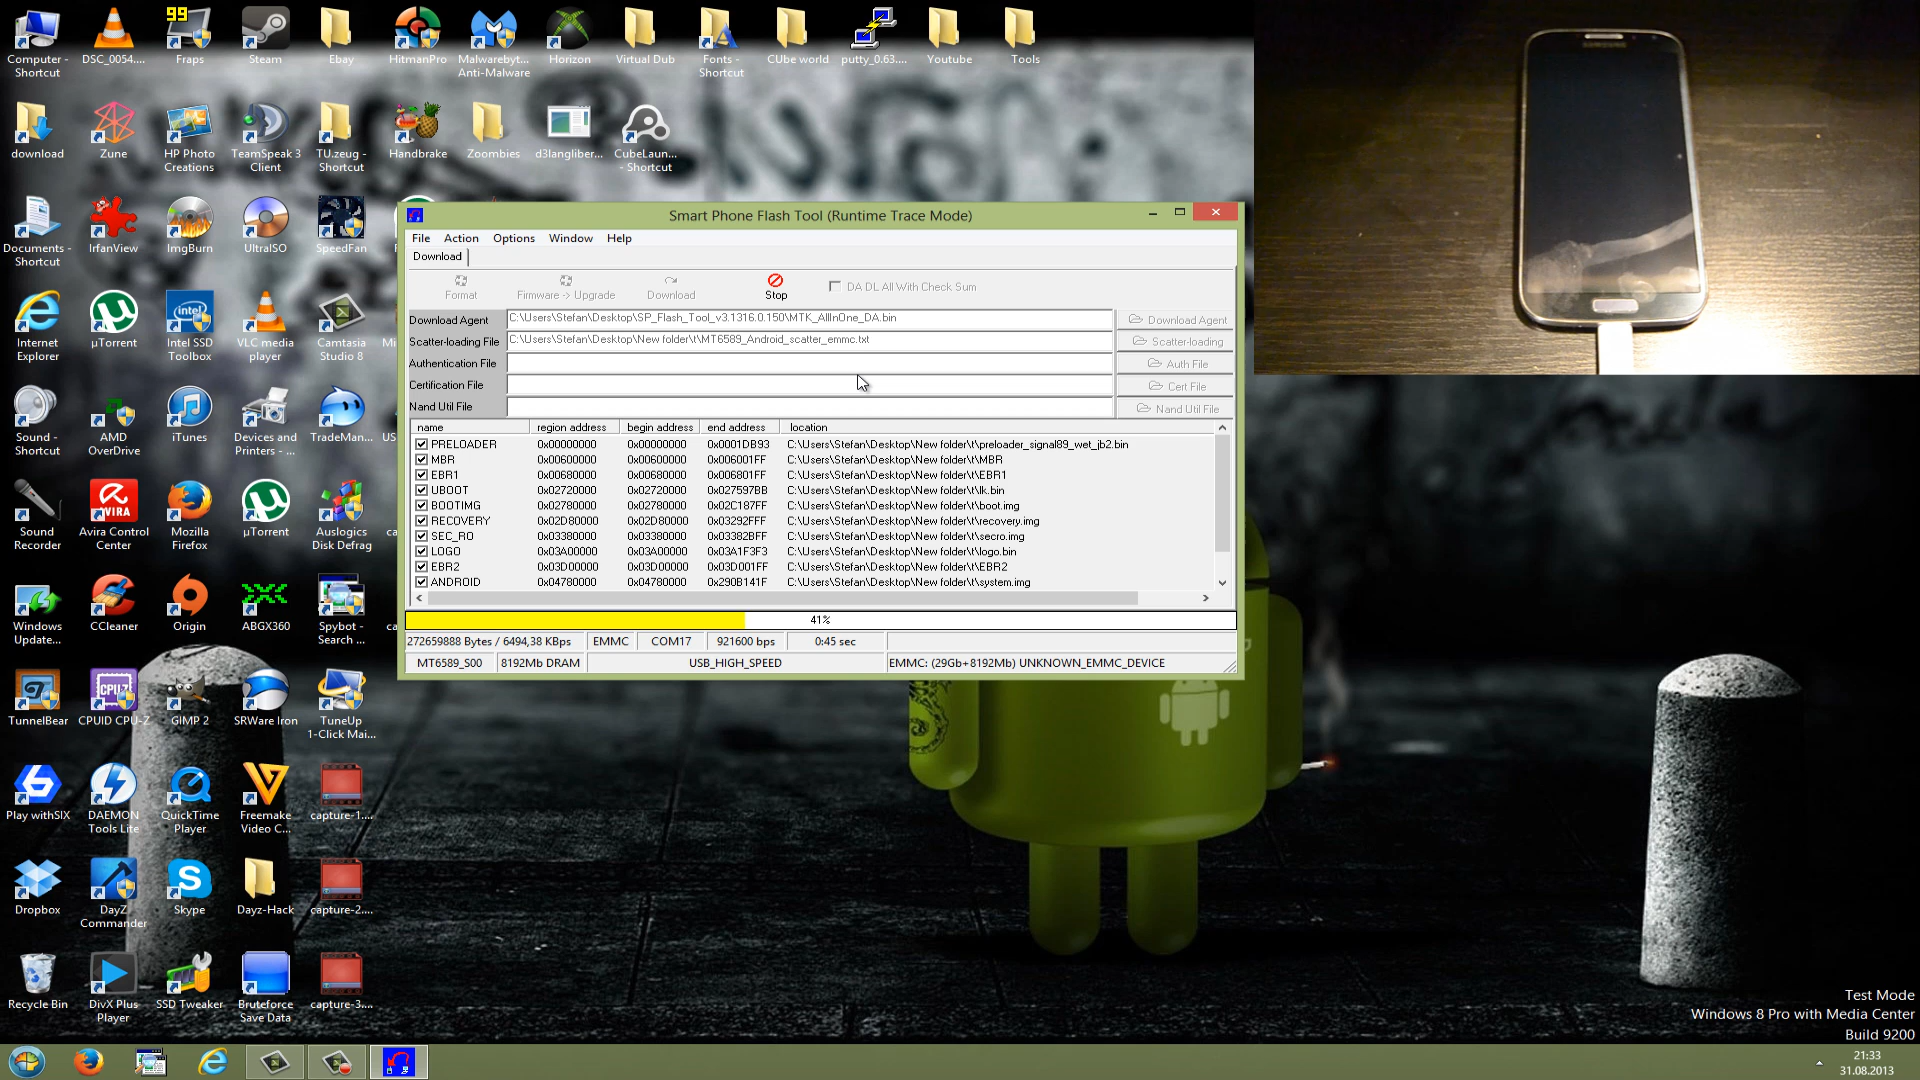 Computer - Shortcut
DSC_0054....
99
Fraps
Steam
Ebay
HitmanPro
Malwarebyt... Anti-Malware
Horizon
Virtual Dub
Fonts - Shortcut
CUbe world
putty_0.63....
Youtube
Tools
download
Zune
HP Photo Creations
TeamSpeak 3 Client
TU.zeug - Shortcut
Handbrake
Zoombies
d3langliber...
CubeLaun... - Shortcut
SAMSUNG
Documents - Shortcut
IrfanView
ImgBurn
UltraISO
SpeedFan
Internet Explorer
µTorrent
Intel SSD Toolbox
VLC media player
Camtasia Studio 8
Sound - Shortcut
AMD OverDrive
iTunes
Devices and Printers - ...
TradeMan...
Sound Recorder
Avira Control Center
Mozilla Firefox
µTorrent
Auslogics Disk Defrag
Windows Update...
CCleaner
Origin
ABGX360
Spybot - Search ...
TunnelBear
CPUID CPU-Z
GIMP 2
SRWare Iron
TuneUp 1-Click Mai...
Play withSIX
DAEMON Tools Lite
QuickTime Player
Freemake Video C...
capture-1....
Dropbox
DayZ Commander
Skype
Dayz-Hack
capture-2....
Recycle Bin
DivX Plus Player
SSD Tweaker
Bruteforce Save Data
capture-3....
Smart Phone Flash Tool (Runtime Trace Mode)
File Action Options Window Help
Download
Format Firmware -> Upgrade Download Stop DA DL All With Check Sum
Download Agent C:\Users\Stefan\Desktop\SP_Flash_Tool_v3.1316.0.150\MTK_AllInOne_DA.bin Download Agent
Scatter-loading File C:\Users\Stefan\Desktop\New folder\t\MT6589_Android_scatter_emmc.txt Scatter-loading
Authentication File Auth File
Certification File Cert File
Nand Util File Nand Util File
name region address begin address end address location
PRELOADER 0x00000000 0x00000000 0x0001DB93 C:\Users\Stefan\Desktop\New folder\t\preloader_signal89_wet_jb2.bin
MBR 0x00600000 0x00600000 0x006001FF C:\Users\Stefan\Desktop\New folder\t\MBR
EBR1 0x00680000 0x00680000 0x006801FF C:\Users\Stefan\Desktop\New folder\t\EBR1
UBOOT 0x02720000 0x02720000 0x027597BB C:\Users\Stefan\Desktop\New folder\t\lk.bin
BOOTIMG 0x02780000 0x02780000 0x02C187FF C:\Users\Stefan\Desktop\New folder\t\boot.img
RECOVERY 0x02D80000 0x02D80000 0x03292FFF C:\Users\Stefan\Desktop\New folder\t\recovery.img
SEC_RO 0x03380000 0x03380000 0x03382BFF C:\Users\Stefan\Desktop\New folder\t\secro.img
LOGO 0x03A00000 0x03A00000 0x03A1F3F3 C:\Users\Stefan\Desktop\New folder\t\logo.bin
EBR2 0x03D00000 0x03D00000 0x03D001FF C:\Users\Stefan\Desktop\New folder\t\EBR2
ANDROID 0x04780000 0x04780000 0x290B141F C:\Users\Stefan\Desktop\New folder\t\system.img
41%
272659888 Bytes / 6494,38 KBps EMMC COM17 921600 bps 0:45 sec
MT6589_S00 8192Mb DRAM USB_HIGH_SPEED EMMC: (29Gb+8192Mb) UNKNOWN_EMMC_DEVICE
Test Mode
Windows 8 Pro with Media Center
Build 9200
21:33
31.08.2013